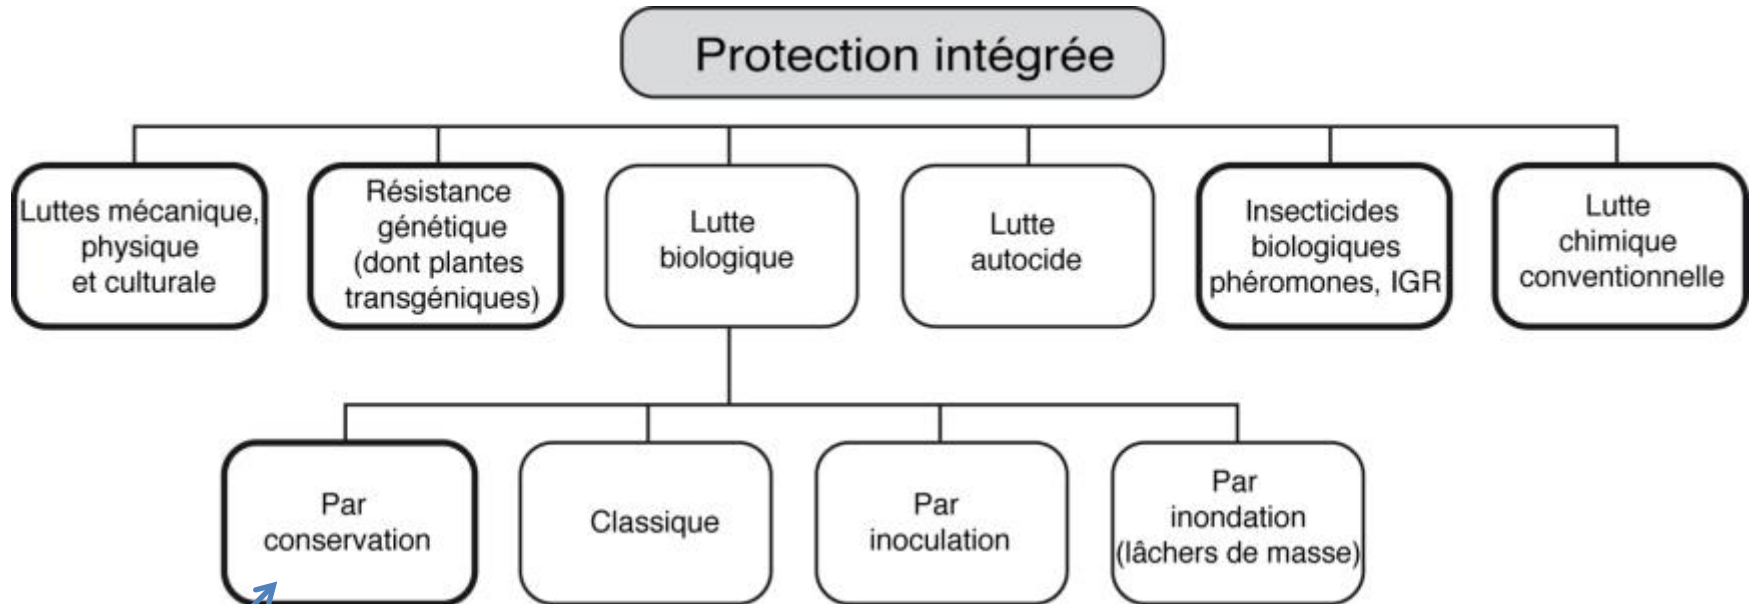 Protection intégrée
Luttes mécanique,
physique
et culturale
Résistance
génétique
(dont plantes
transgéniques)
Lutte
biologique
Lutte
autocide
Insecticides
biologiques
phéromones, IGR
Lutte
chimique
conventionnelle
Par
conservation
Classique
Par
inoculation
Par
inondation
(lâchers de masse)